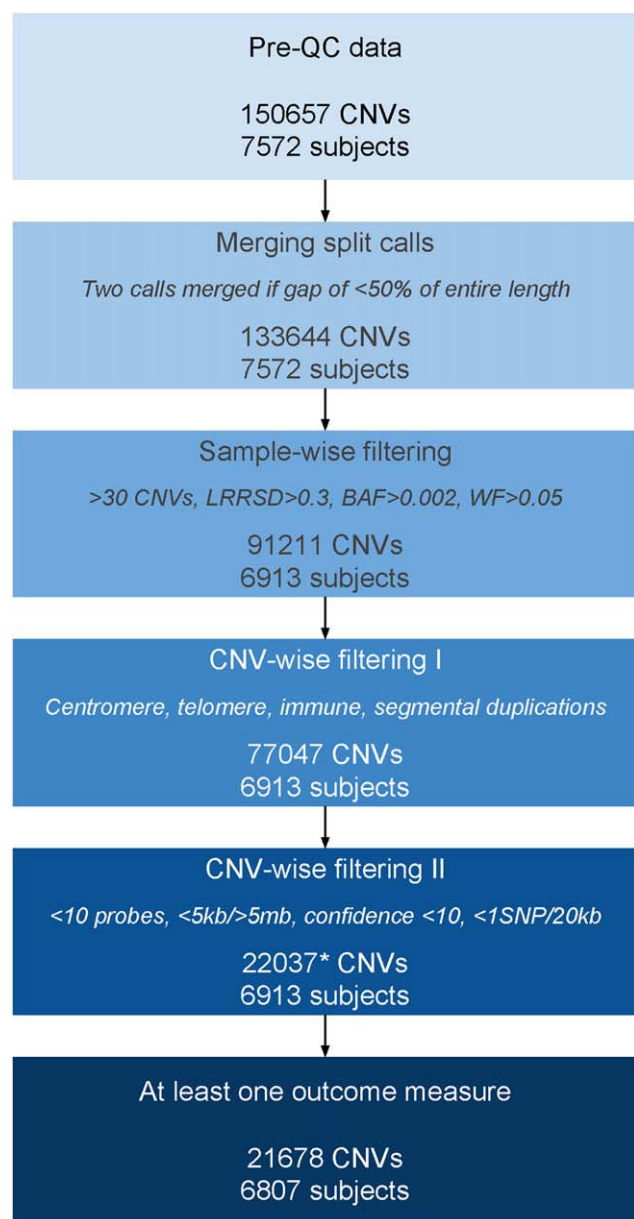 Pre-QC data
150657 CNVs
7572 subjects
Merging split calls
Two calls merged if gap of <50% of entire length
133644 CNVs
7572 subjects
Sample-wise filtering
>30 CNVs, LRRSD>0.3, BAF>0.002, WF>0.05
91211 CNVs
6913 subjects
CNV-wise filtering I
Centromere, telomere, immune, segmental duplications
77047 CNVs
6913 subjects
CNV-wise filtering II
<10 probes, <5kb/>5mb, confidence <10, <1SNP/20kb
22037* CNVs
6913 subjects
At least one outcome measure
21678 CNVs
6807 subjects